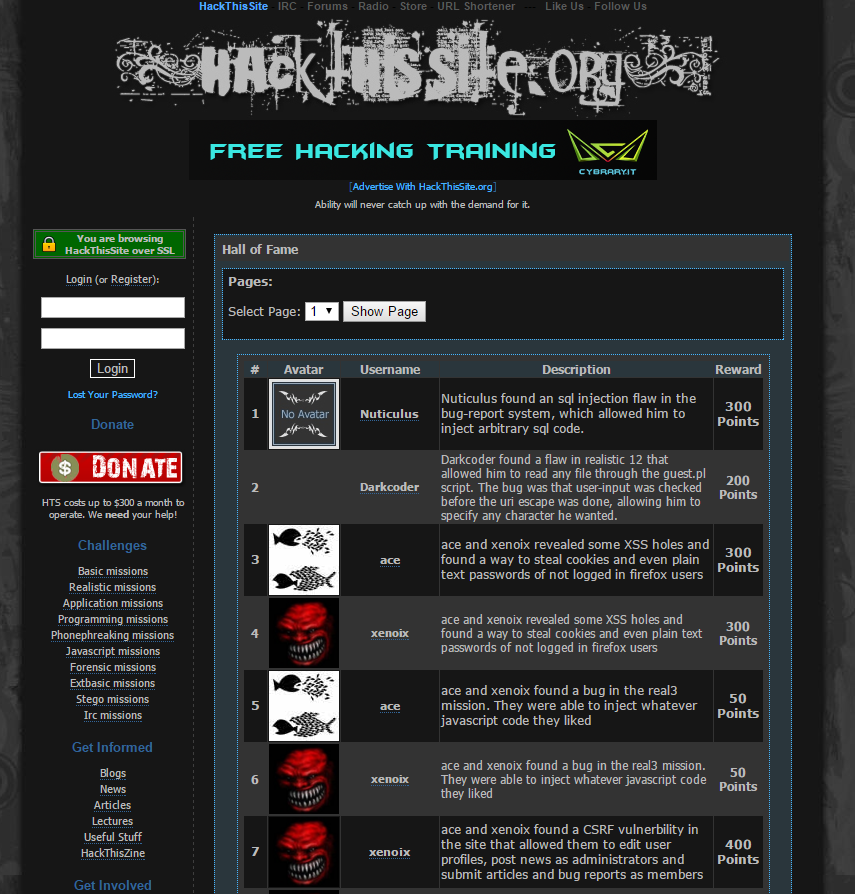 HackThisSite - IRC - Forums - Radio - Store - URL Shortener --- Like Us - Follow Us
HackThisSite.org
FREE HACKING TRAINING
CYBRARY.IT
[Advertise With HackThisSite.org]
Ability will never catch up with the demand for it.
You are browsing
HackThisSite over SSL
Login (or Register):
Login
Lost Your Password?
Donate
$ DONATE
HTS costs up to $300 a month to
operate. We need your help!
Challenges
Basic missions
Realistic missions
Application missions
Programming missions
Phonephreaking missions
Javascript missions
Forensic missions
Extbasic missions
Stego missions
Irc missions
Get Informed
Blogs
News
Articles
Lectures
Useful Stuff
HackThisZine
Get Involved
Hall of Fame
Pages:
Select Page: 1 Show Page
# Avatar Username Description Reward
1 No Avatar Nuticulus
Nuticulus found an sql injection flaw in the
bug-report system, which allowed him to
inject arbitrary sql code.
300
Points
2 Darkcoder
Darkcoder found a flaw in realistic 12 that
allowed him to read any file through the guest.pl
script. The bug was that user-input was checked
before the uri escape was done, allowing him to
specify any character he wanted.
200
Points
3 ace
ace and xenoix revealed some XSS holes and
found a way to steal cookies and even plain
text passwords of not logged in firefox users
300
Points
4 xenoix
ace and xenoix revealed some XSS holes and
found a way to steal cookies and even plain text
passwords of not logged in firefox users
300
Points
5 ace
ace and xenoix found a bug in the real3
mission. They were able to inject whatever
javascript code they liked
50
Points
6 xenoix
ace and xenoix found a bug in the real3 mission.
They were able to inject whatever javascript code
they liked
50
Points
7 xenoix
ace and xenoix found a CSRF vulnerbility in
the site that allowed them to edit user
profiles, post news as administrators and
submit articles and bug reports as members
400
Points